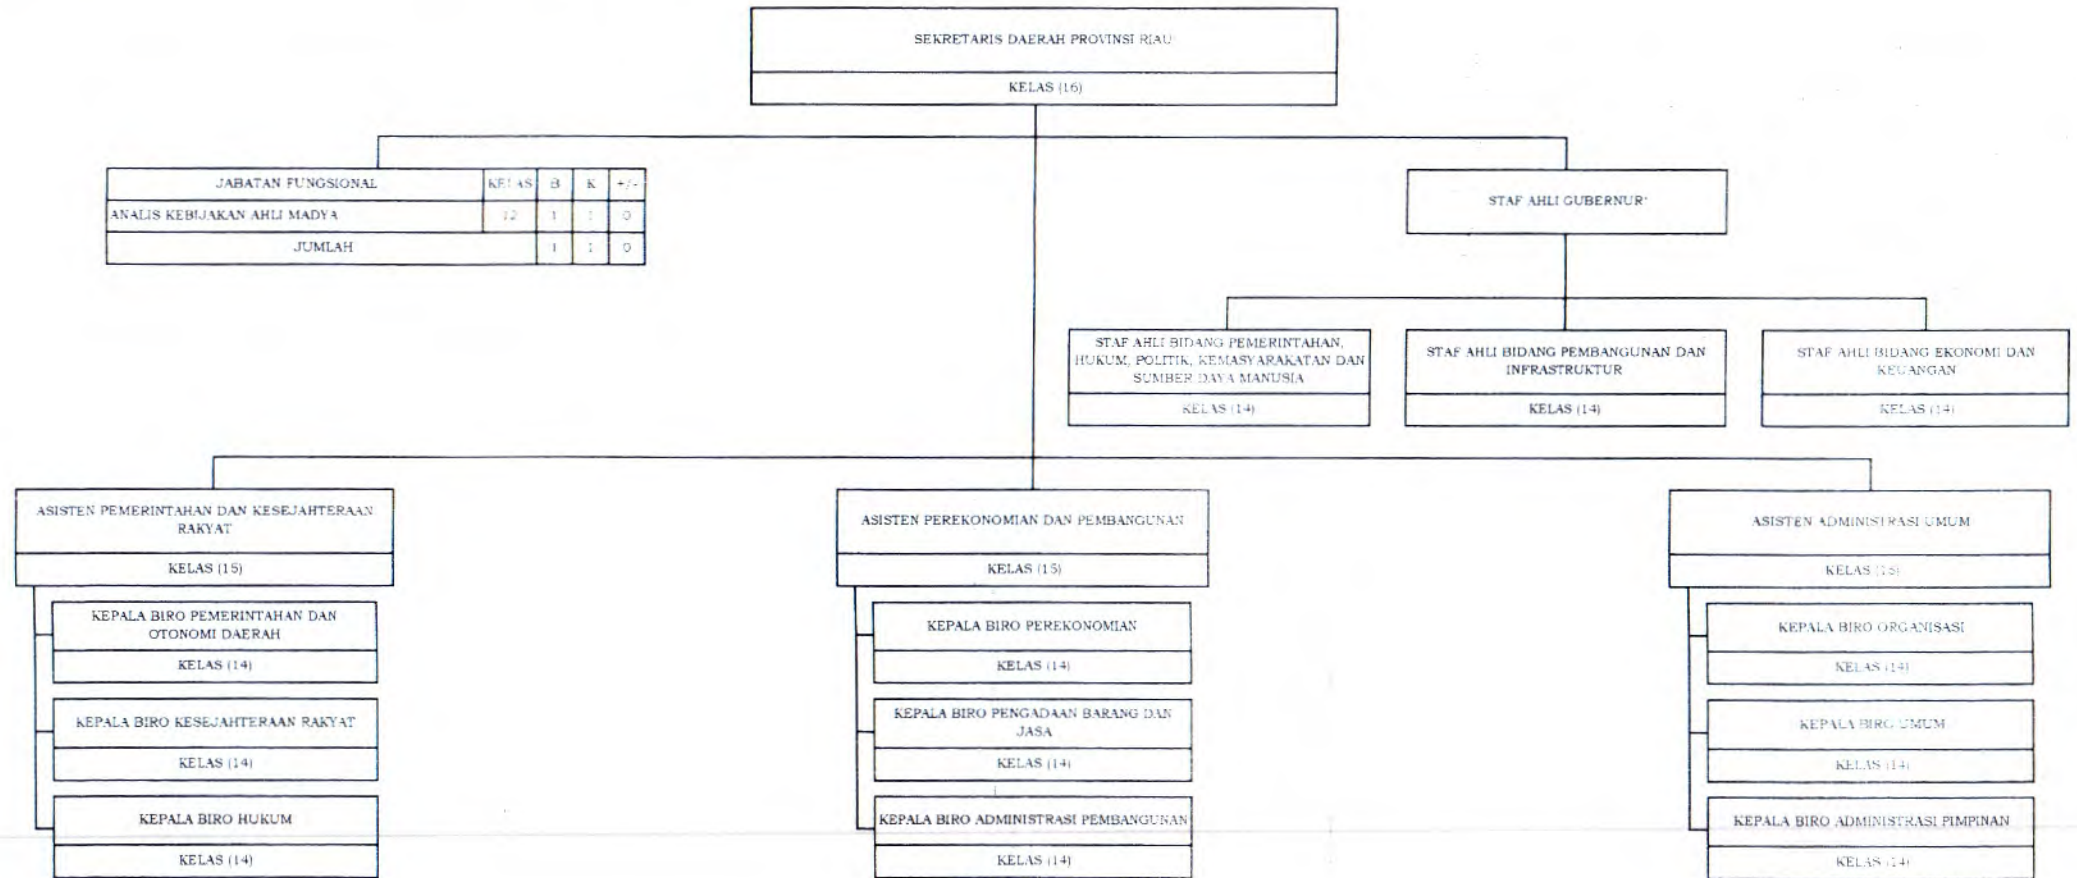 SEKRETARIS DAERAH PROVINSI RIAU
KELAS (16)
JABATAN FUNGSIONAL KELAS B K +/-
ANALIS KEBIJAKAN AHLI MADYA 12 1 1 0
JUMLAH 1 1 0
STAF AHLI GUBERNUR
STAF AHLI BIDANG PEMERINTAHAN,
HUKUM, POLITIK, KEMASYARAKATAN DAN
SUMBER DAYA MANUSIA
KELAS (14)
STAF AHLI BIDANG PEMBANGUNAN DAN
INFRASTRUKTUR
KELAS (14)
STAF AHLI BIDANG EKONOMI DAN
KEUANGAN
KELAS (14)
ASISTEN PEMERINTAHAN DAN KESEJAHTERAAN
RAKYAT
KELAS (15)
KEPALA BIRO PEMERINTAHAN DAN
OTONOMI DAERAH
KELAS (14)
KEPALA BIRO KESEJAHTERAAN RAKYAT
KELAS (14)
KEPALA BIRO HUKUM
KELAS (14)
ASISTEN PEREKONOMIAN DAN PEMBANGUNAN
KELAS (15)
KEPALA BIRO PEREKONOMIAN
KELAS (14)
KEPALA BIRO PENGADAAN BARANG DAN
JASA
KELAS (14)
KEPALA BIRO ADMINISTRASI PEMBANGUNAN
KELAS (14)
ASISTEN ADMINISTRASI UMUM
KELAS (15)
KEPALA BIRO ORGANISASI
KELAS (14)
KEPALA BIRO UMUM
KELAS (14)
KEPALA BIRO ADMINISTRASI PIMPINAN
KELAS (14)